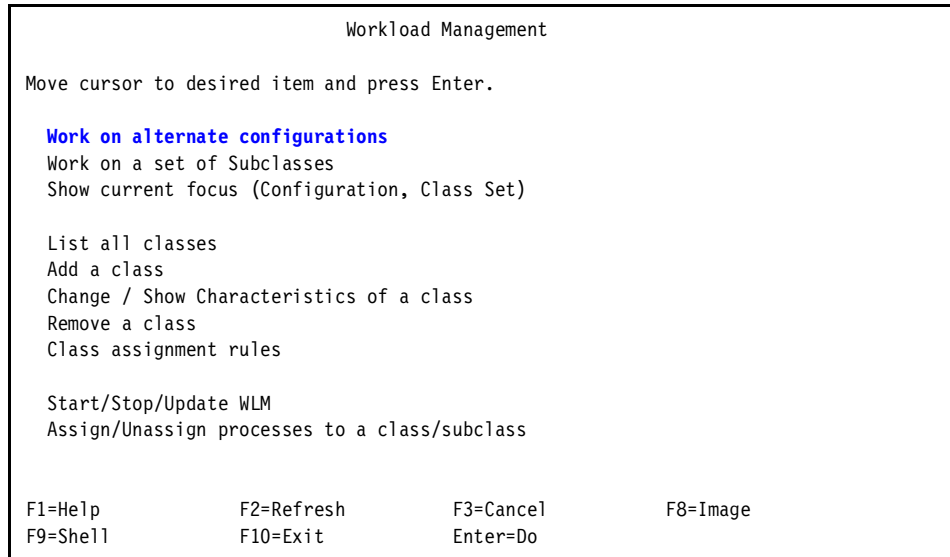 Workload Management
Move cursor to desired item and press Enter.
Work on alternate configurations
Work on a set of Subclasses
Show current focus (Configuration, Class Set)
List all classes
Add a class
Change / Show Characteristics of a class
Remove a class
Class assignment rules
Start/Stop/Update WLM
Assign/Unassign processes to a class/subclass
F1=Help F2=Refresh F3=Cancel F8=Image
F9=Shell F10=Exit Enter=Do